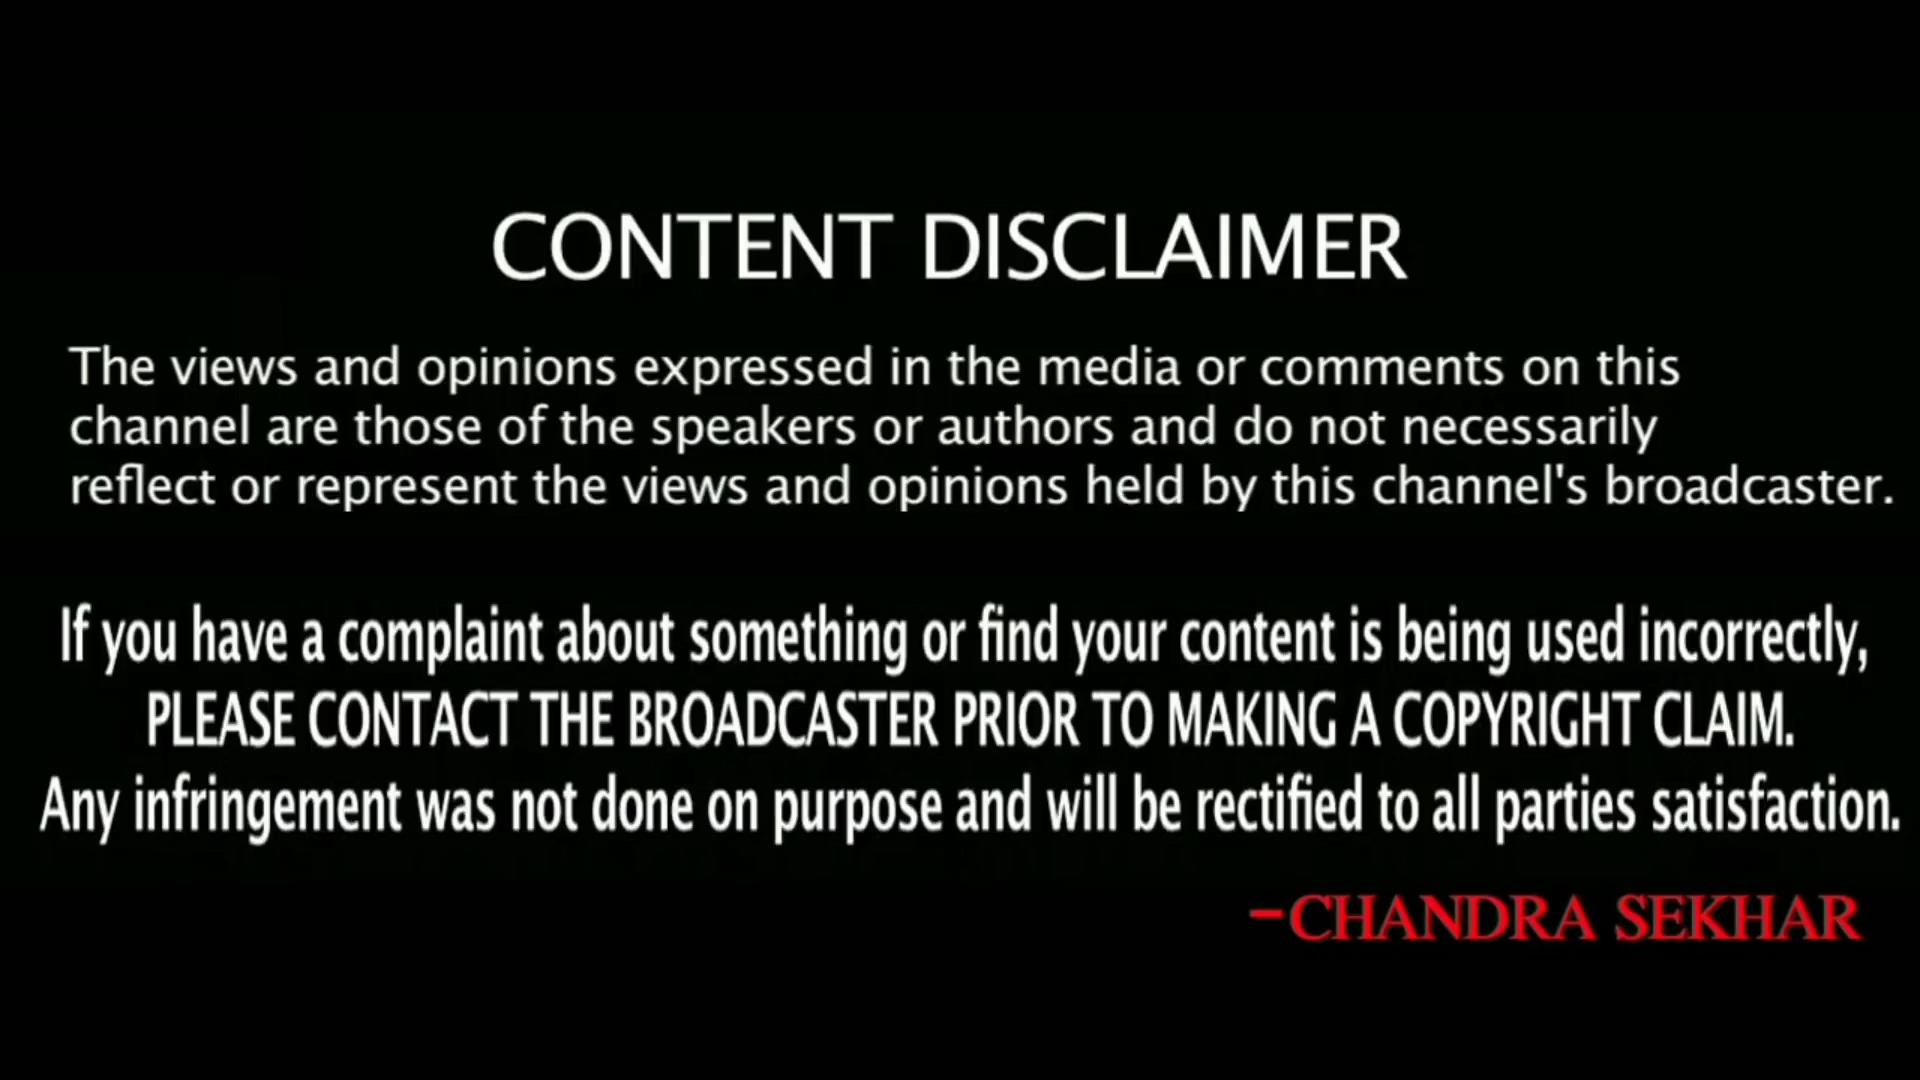 CONTENT DISCLAIMER
The views and opinions expressed in the media or comments on this
channel are those of the speakers or authors and do not necessarily
reflect or represent the views and opinions held by this channel's broadcaster.
If you have a complaint about something or find your content is being used incorrectly,
PLEASE CONTACT THE BROADCASTER PRIOR TO MAKING A COPYRIGHT CLAIM.
Any infringement was not done on purpose and will be rectified to all parties satisfaction.
-CHANDRA SEKHAR